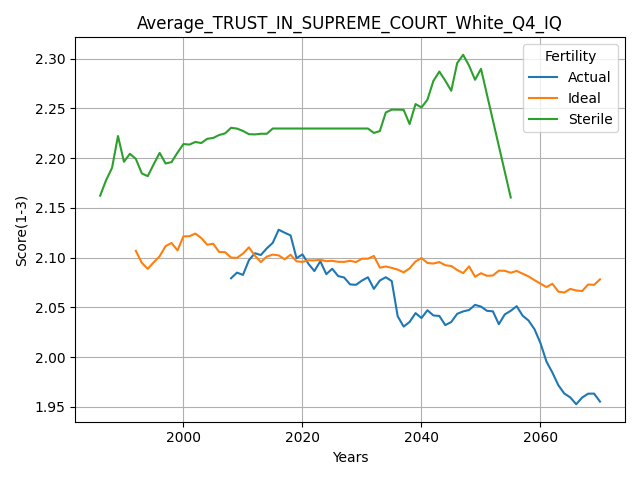 Average_TRUST_IN_SUPREME_COURT_White_Q4_IQ
Fertility
Actual
Ideal
Sterile
Score(1-3)
2.30
2.25
2.20
2.15
2.10
2.05
2.00
1.95
2000
2020
2040
2060
Years